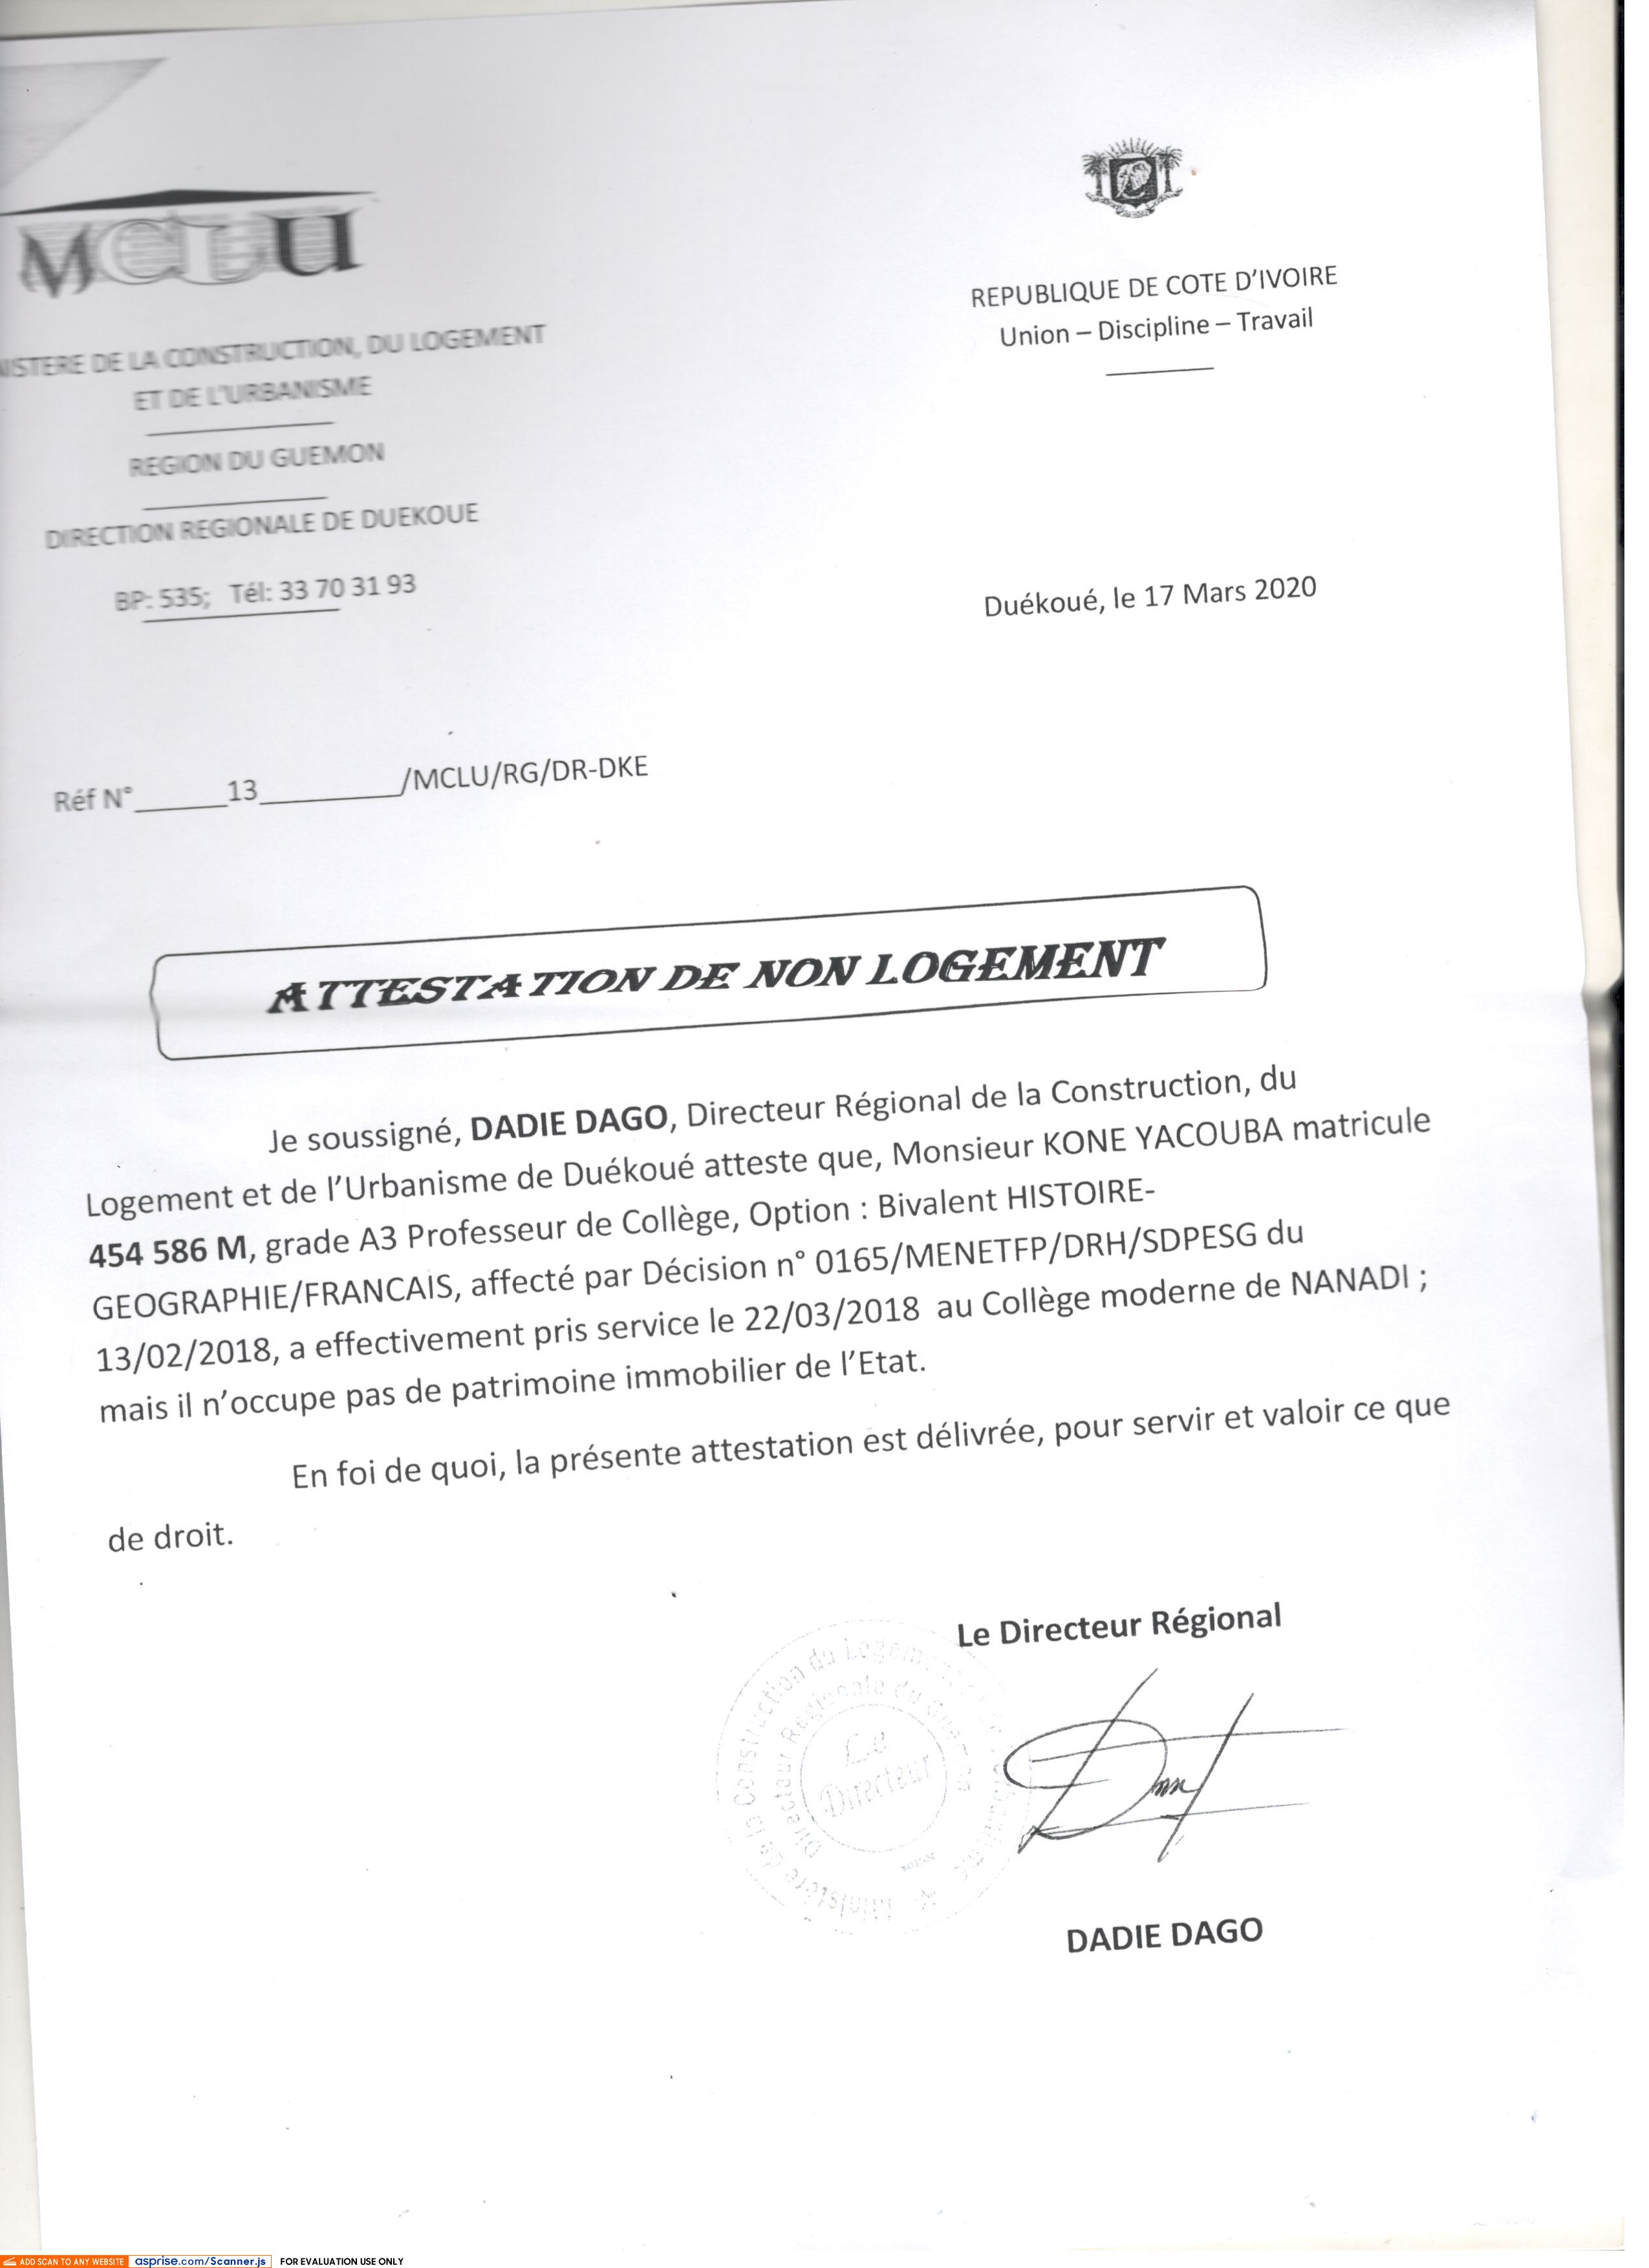 MCLU
REPUBLIQUE DE COTE D'IVOIRE
Union – Discipline – Travail
DE LA CONSTRUCTION, DU LOGEMENT
ET DE L'URBANISME
REGION DU GUEMON
DIRECTION REGIONALE DE DUEKOUE
BP: 535; Tél: 33 70 31 93
Duékoué, le 17 Mars 2020
Réf N°______13_________/MCLU/RG/DR-DKE
ATTESTATION DE NON LOGEMENT
Je soussigné, DADIE DAGO, Directeur Régional de la Construction, du
Logement et de l'Urbanisme de Duékoué atteste que, Monsieur KONE YACOUBA matricule
454 586 M, grade A3 Professeur de Collège, Option : Bivalent HISTOIRE-
GEOGRAPHIE/FRANCAIS, affecté par Décision n° 0165/MENETFP/DRH/SDPESG du
13/02/2018, a effectivement pris service le 22/03/2018 au Collège moderne de NANADI ;
mais il n'occupe pas de patrimoine immobilier de l'Etat.
En foi de quoi, la présente attestation est délivrée, pour servir et valoir ce que
de droit.
Le Directeur Régional
Ministère de la Construction du Logement
Directeur Régionale du
Le
Directeur
DADIE DAGO
ADD SCAN TO ANY WEBSITE asprise.com/Scanner.js FOR EVALUATION USE ONLY